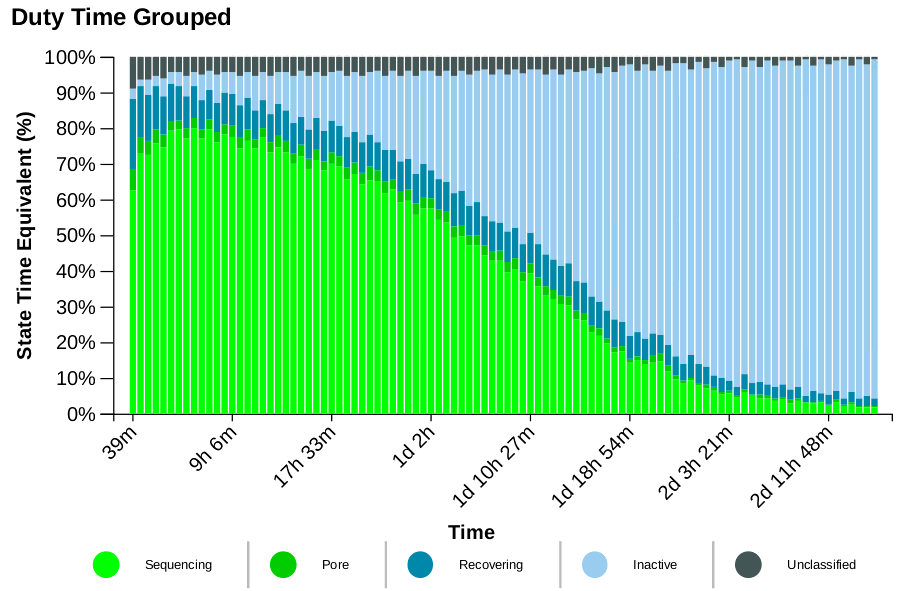 Duty Time Grouped
State Time Equivalent (%)
100%
90%
80%
70%
60%
50%
40%
30%
20%
10%
0%
39m
9h 6m
17h 33m
1d 2h
1d 10h 27m
1d 18h 54m
2d 3h 21m
2d 11h 48m
Time
Sequencing
Pore
Recovering
Inactive
Unclassified